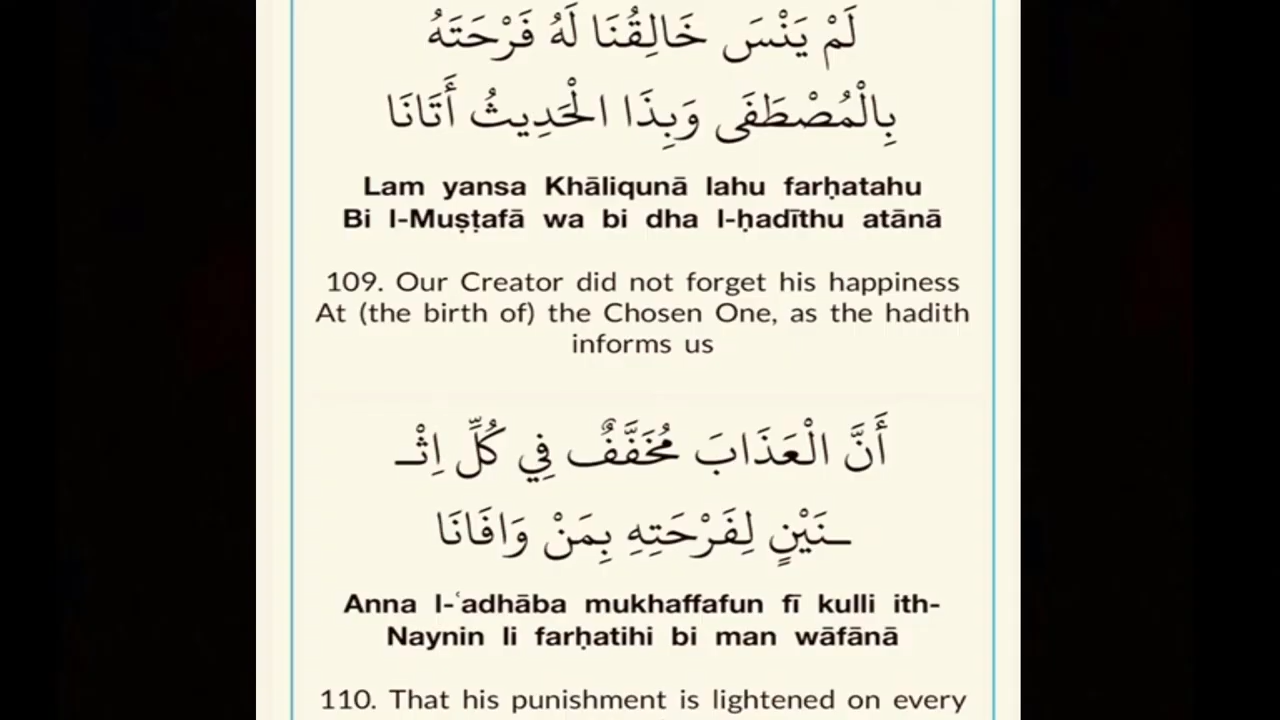 لَمْ يَنْسَ خَالِقُنَا لَهُ فَرْحَتَهُ
بِالْمُصْطَفَى وَبِذَا الْحَدِيثُ أَتَانَا
Lam yansa Khāliqunā lahu farḥatahu
Bi l-Muṣṭafā wa bi dha l-ḥadīthu atānā
109. Our Creator did not forget his happiness
At (the birth of) the Chosen One, as the hadith
informs us
أَنَّ الْعَذَابَ مُخَفَّفٌ فِي كُلِّ اِثْـ
ـنَيْنٍ لِفَرْحَتِهِ بِمَنْ وَافَانَا
Anna l-ʿadhāba mukhaffafun fī kulli ith-
Naynin li farḥatihi bi man wāfānā
110. That his punishment is lightened on every